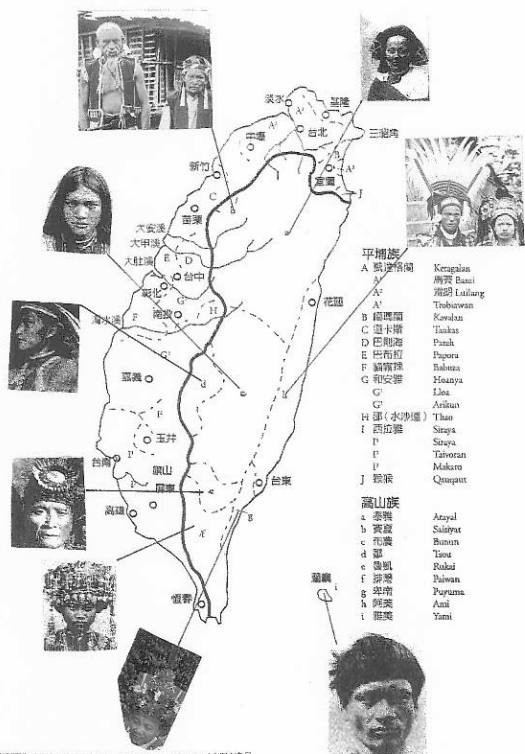 淡水
基隆
A²
台北
三貂角
中壢
新竹
B
A³
宜蘭
C
J
苗栗
大安溪
大甲溪
大肚溪
E
D
台中
彰化
G
濁水溪
F
南投
H
花蓮
嘉義
d
玉井
台南
旗山
屏東
台東
高雄
g
恆春
蘭嶼
i
平埔族
A 凱達格蘭 Ketagalan
A¹ 馬賽 Basai
A² 雷朗 Luilang
Trobiawan
B 噶瑪蘭 Kavalan
C 道卡斯 Taokas
D 巴則海 Pazeh
E 巴布拉 Papora
F 貓霧捒 Babuza
G 和安雅 Hoanya
G¹ Lloa
G² Arikun
H 邵(水沙連) Thao
I 西拉雅 Siraya
Siraya
Taivoran
Makato
J 猴猴 Qauqaut
高山族
a 泰雅 Atayal
b 賽夏 Saisiyat
c 布農 Bunun
d 鄒 Tsou
e 魯凱 Rukai
f 排灣 Paiwan
g 卑南 Puyuma
h 阿美 Ami
i 雅美 Yami